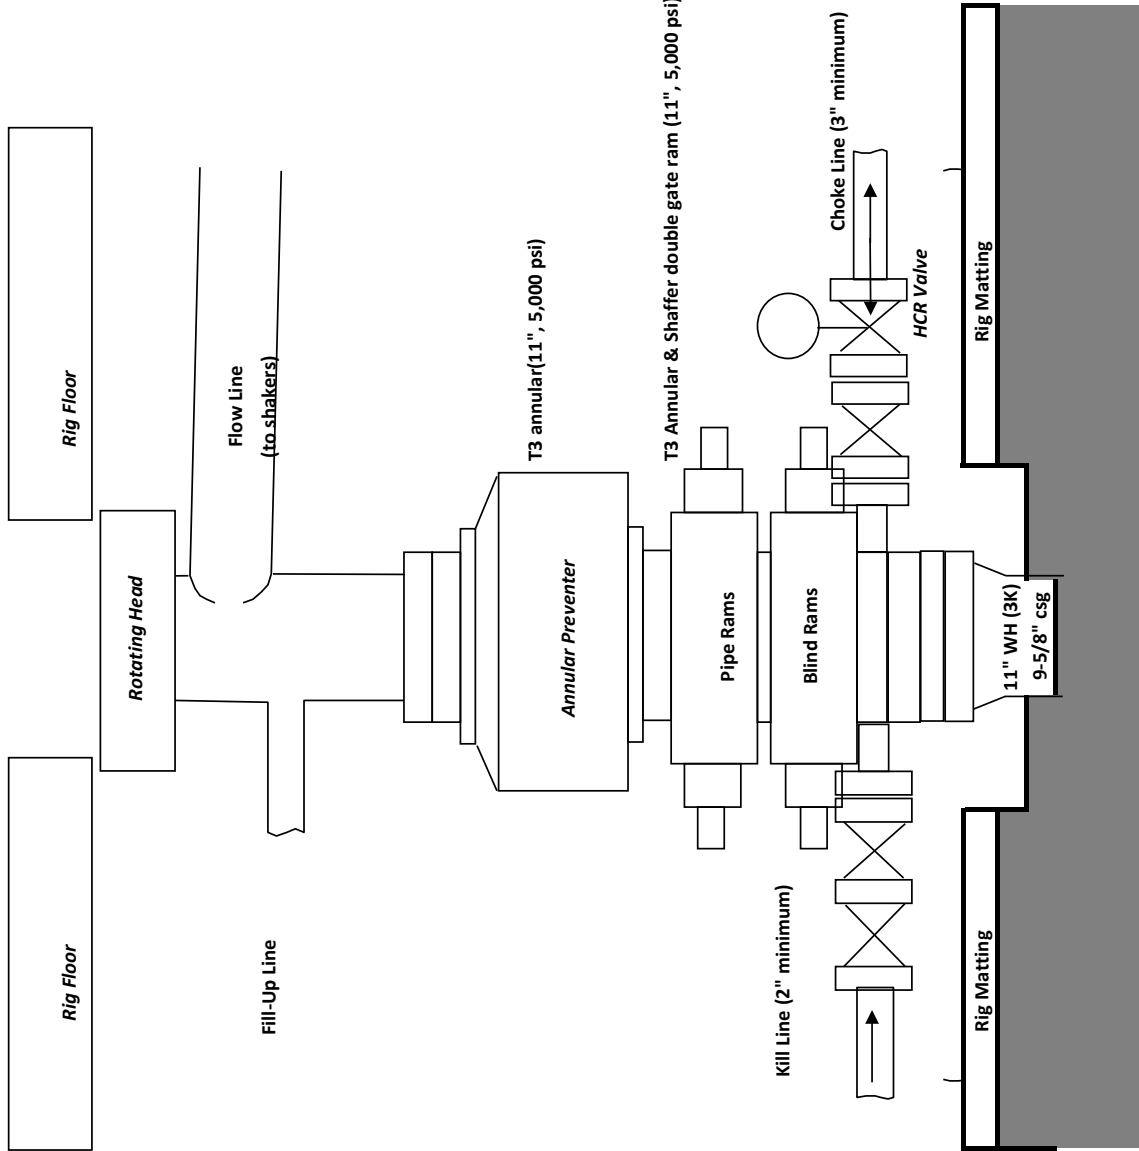 Rig Floor
Rig Floor
Rotating Head
Fill-Up Line
Flow Line
(to shakers)
T3 annular(11", 5,000 psi)
Annular Preventer
T3 Annular & Shaffer double gate ram (11", 5,000 psi)
Pipe Rams
Blind Rams
Kill Line (2" minimum)
Choke Line (3" minimum)
HCR Valve
Rig Matting
Rig Matting
11" WH (3K)
9-5/8" csg